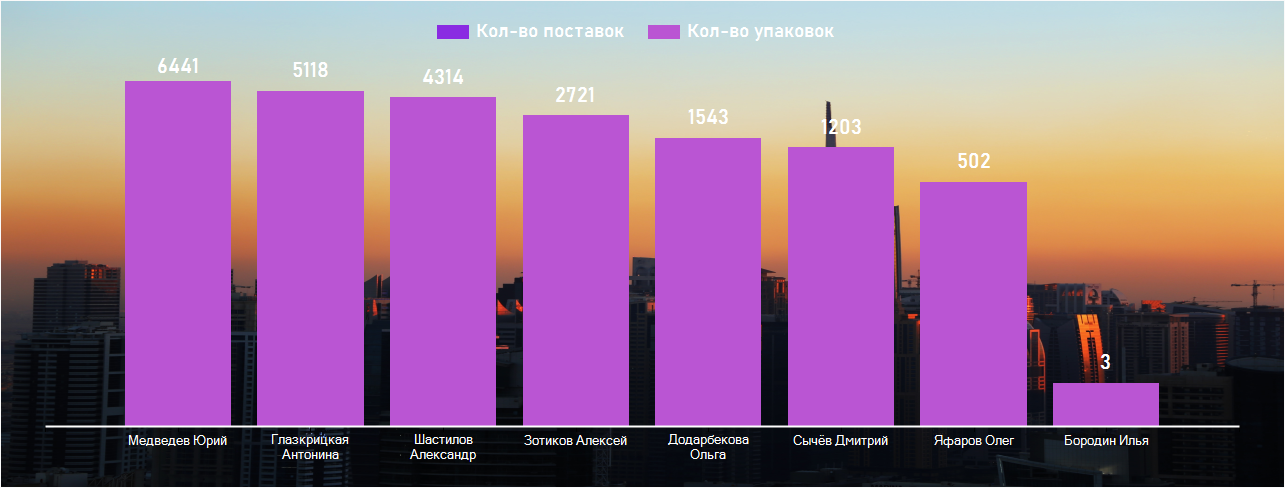 Кол-во поставок Кол-во упаковок
6441 5118 4314 2721 1543 1203 502 3
Медведев Юрий Глазкрицкая Шастилов Зотиков Алексей Додарбекова Сычёв Дмитрий Яфаров Олег Бородин Илья
Антонина Александр Ольга